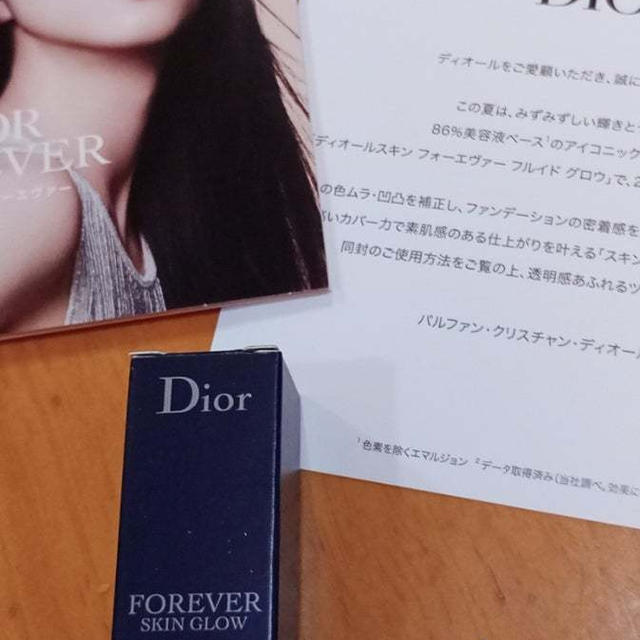 DIO
ディオールをご愛顧いただき、誠に
この夏は、みずみずしい輝きと
86%美容液ベース¹のアイコニック
ディオールスキン フォーエヴァー フルイド グロウ」で、2
の色ムラ・凹凸を補正し、ファンデーションの密着感を
いカバー力で素肌感のある仕上がりを叶える「スキン
同封のご使用方法をご覧の上、透明感あふれるツ
パルファン・クリスチャン・ディオール
¹色素を除くエマルジョン ²データ取得済み(当社調べ。効果に
OR
EVER
ーエヴァー
Dior
FOREVER
SKIN GLOW